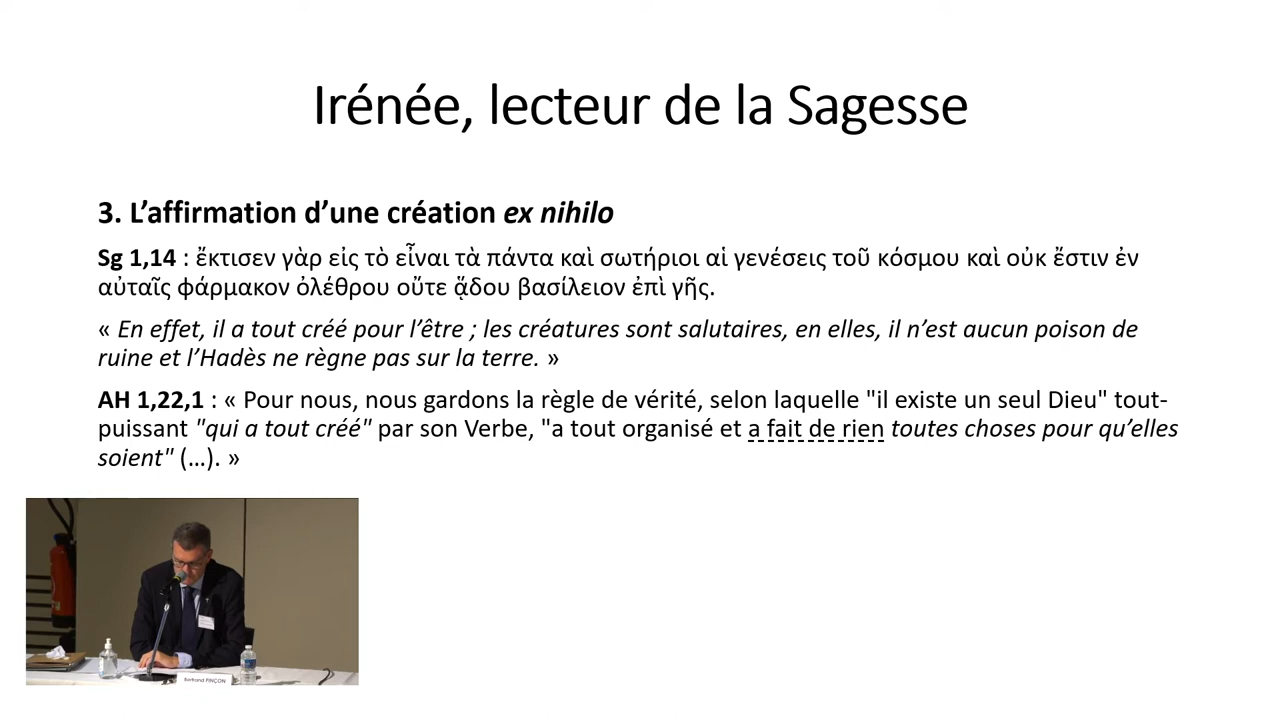 Irénée, lecteur de la Sagesse
3. L’affirmation d’une création ex nihilo
Sg 1,14 : ἔκτισεν γὰρ εἰς τὸ εἶναι τὰ πάντα καὶ σωτήριοι αἱ γενέσεις τοῦ κόσμου καὶ οὐκ ἔστιν ἐν
αὐταῖς φάρμακον ὀλέθρου οὔτε ᾅδου βασίλειον ἐπὶ γῆς.
« En effet, il a tout créé pour l’être ; les créatures sont salutaires, en elles, il n’est aucun poison de
ruine et l’Hadès ne règne pas sur la terre. »
AH 1,22,1 : « Pour nous, nous gardons la règle de vérité, selon laquelle "il existe un seul Dieu" tout-
puissant "qui a tout créé" par son Verbe, "a tout organisé et a fait de rien toutes choses pour qu’elles
soient" (…). »
Bertrand PINÇON